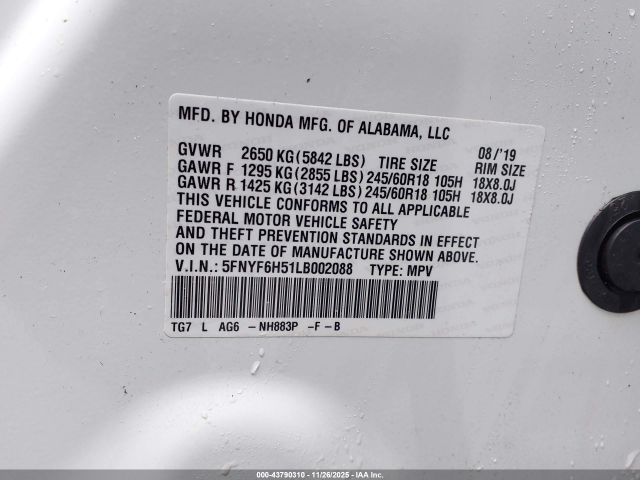 MFD. BY HONDA MFG. OF ALABAMA, LLC
GVWR 2650 KG (5842 LBS) TIRE SIZE 08/'19 RIM SIZE
GAWR F 1295 KG (2855 LBS) 245/60R18 105H 18X8.0J
GAWR R 1425 KG (3142 LBS) 245/60R18 105H 18X8.0J
THIS VEHICLE CONFORMS TO ALL APPLICABLE
FEDERAL MOTOR VEHICLE SAFETY
AND THEFT PREVENTION STANDARDS IN EFFECT
ON THE DATE OF MANUFACTURE SHOWN ABOVE.
V.I.N.: 5FNYF6H51LB002088 TYPE: MPV
TG7 L AG6 -NH883P -F-B
000-43790310 - 11/26/2025 - IAA Inc.